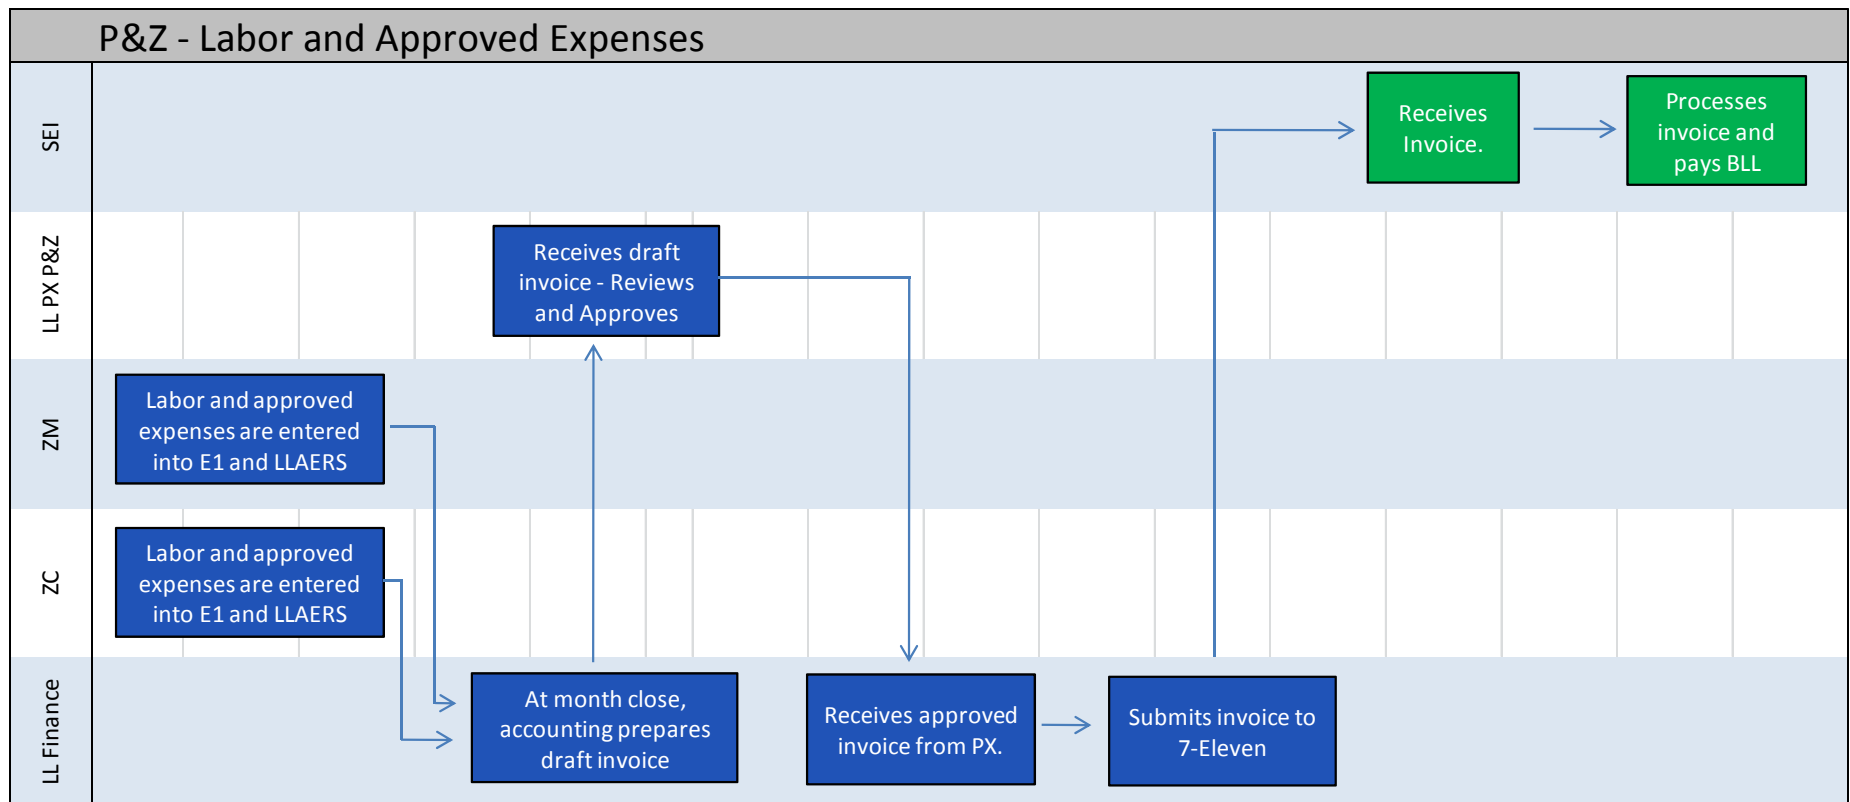 P&Z - Labor and Approved Expenses
SEI
Receives
Invoice.
Processes
invoice and
pays BLL
LL PX P&Z
Receives draft
invoice - Reviews
and Approves
ZM
Labor and approved
expenses are entered
into E1 and LLAERS
ZC
Labor and approved
expenses are entered
into E1 and LLAERS
LL Finance
At month close,
accounting prepares
draft invoice
Receives approved
invoice from PX.
Submits invoice to
7-Eleven